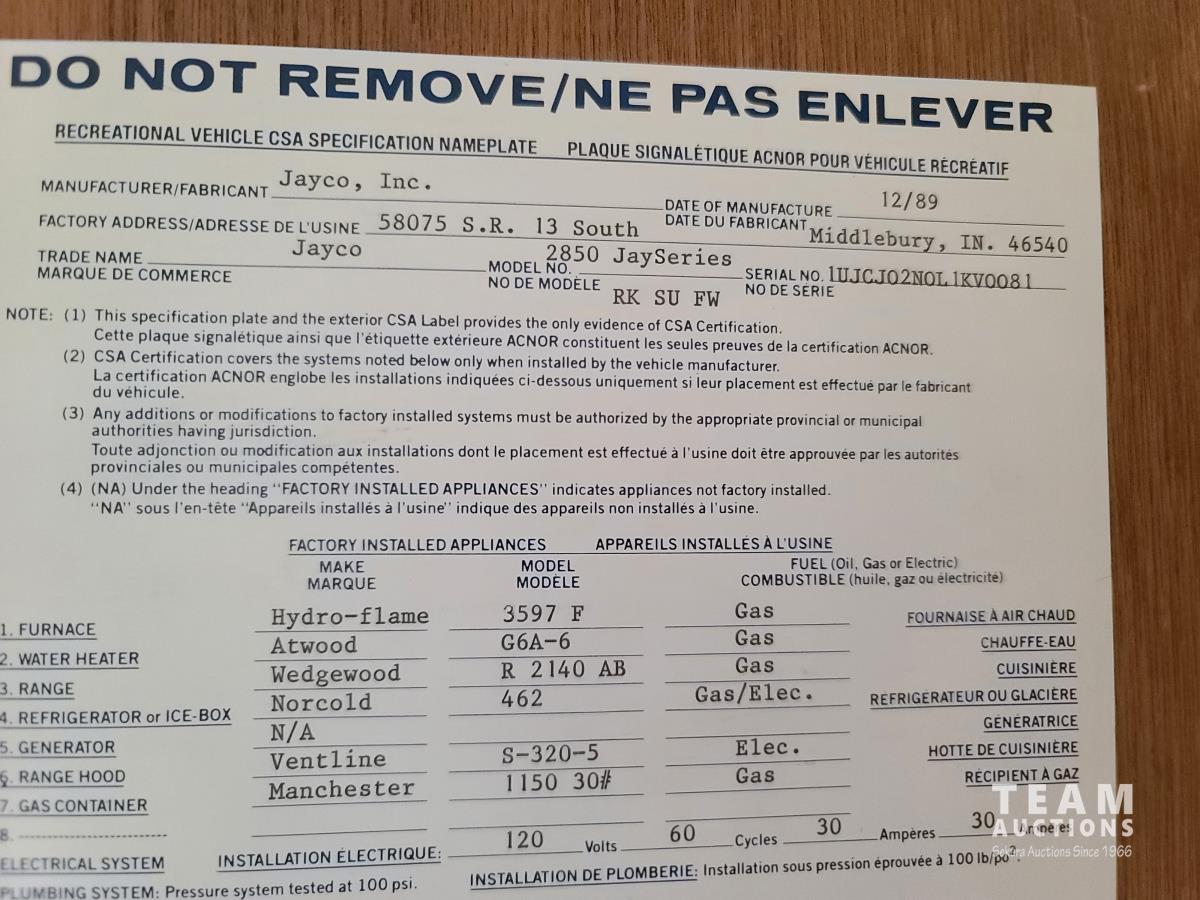 DO NOT REMOVE/NE PAS ENLEVER
RECREATIONAL VEHICLE CSA SPECIFICATION NAMEPLATE PLAQUE SIGNALÉTIQUE ACNOR POUR VÉHICULE RÉCRÉATIF
MANUFACTURER/FABRICANT Jayco, Inc. DATE OF MANUFACTURE 12/89
DATE DU FABRICANT
FACTORY ADDRESS/ADRESSE DE L'USINE 58075 S.R. 13 South Middlebury, IN. 46540
TRADE NAME Jayco MODEL NO. 2850 JaySeries SERIAL NO. 1UJCJ02N0L1KV0081
MARQUE DE COMMERCE NO DE MODÈLE RK SU FW NO DE SÉRIE
NOTE: (1) This specification plate and the exterior CSA Label provides the only evidence of CSA Certification.
Cette plaque signalétique ainsi que l'étiquette extérieure ACNOR constituent les seules preuves de la certification ACNOR.
(2) CSA Certification covers the systems noted below only when installed by the vehicle manufacturer.
La certification ACNOR englobe les installations indiquées ci-dessous uniquement si leur placement est effectué par le fabricant
du véhicule.
(3) Any additions or modifications to factory installed systems must be authorized by the appropriate provincial or municipal
authorities having jurisdiction.
Toute adjonction ou modification aux installations dont le placement est effectué à l'usine doit être approuvée par les autorités
provinciales ou municipales compétentes.
(4) (NA) Under the heading "FACTORY INSTALLED APPLIANCES" indicates appliances not factory installed.
"NA" sous l'en-tête "Appareils installés à l'usine" indique des appareils non installés à l'usine.
FACTORY INSTALLED APPLIANCES APPAREILS INSTALLÉS À L'USINE
MAKE MODEL FUEL (Oil, Gas or Electric)
MARQUE MODÈLE COMBUSTIBLE (huile, gaz ou électricité)
1. FURNACE Hydro-flame 3597 F Gas FOURNAISE À AIR CHAUD
2. WATER HEATER Atwood G6A-6 Gas CHAUFFE-EAU
3. RANGE Wedgewood R 2140 AB Gas CUISINIÈRE
4. REFRIGERATOR or ICE-BOX Norcold 462 Gas/Elec. RÉFRIGÉRATEUR OU GLACIÈRE
5. GENERATOR N/A GÉNÉRATRICE
6. RANGE HOOD Ventline S-320-5 Elec. HOTTE DE CUISINIÈRE
7. GAS CONTAINER Manchester 1150 30# Gas RÉCIPIENT À GAZ
8.
ELECTRICAL SYSTEM INSTALLATION ÉLECTRIQUE: 120 Volts 60 Cycles 30 Ampères 30 Ampères
PLUMBING SYSTEM: Pressure system tested at 100 psi. INSTALLATION DE PLOMBERIE: Installation sous pression éprouvée à 100 lb/po².
TEAM
AUCTIONS
Sekura Auctions Since 1966